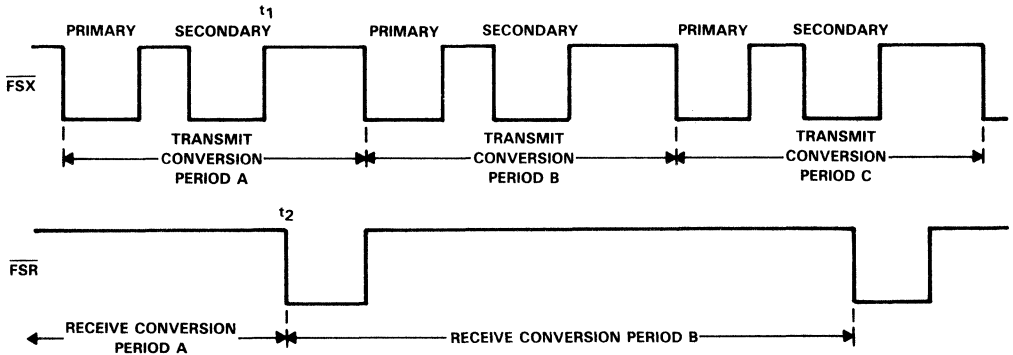 t1
PRIMARY SECONDARY PRIMARY SECONDARY PRIMARY SECONDARY
FSX
TRANSMIT CONVERSION PERIOD A
TRANSMIT CONVERSION PERIOD B
TRANSMIT CONVERSION PERIOD C
t2
FSR
RECEIVE CONVERSION PERIOD A
RECEIVE CONVERSION PERIOD B